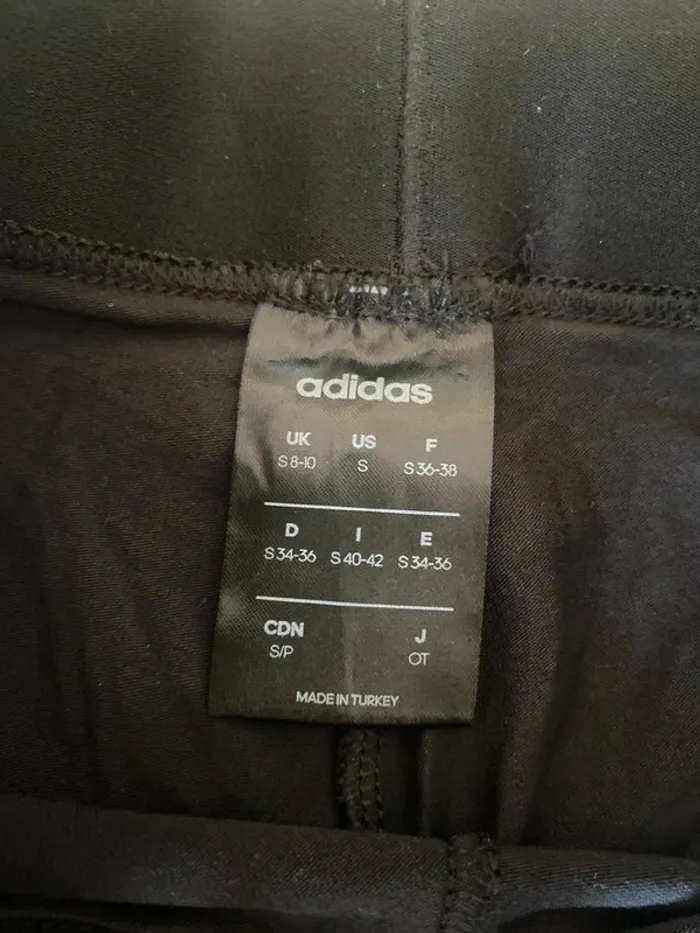 adidas
UK US F
S 8-10 S S 36-38
D I E
S 34-36 S 40-42 S 34-36
CDN J
S/P OT
MADE IN TURKEY